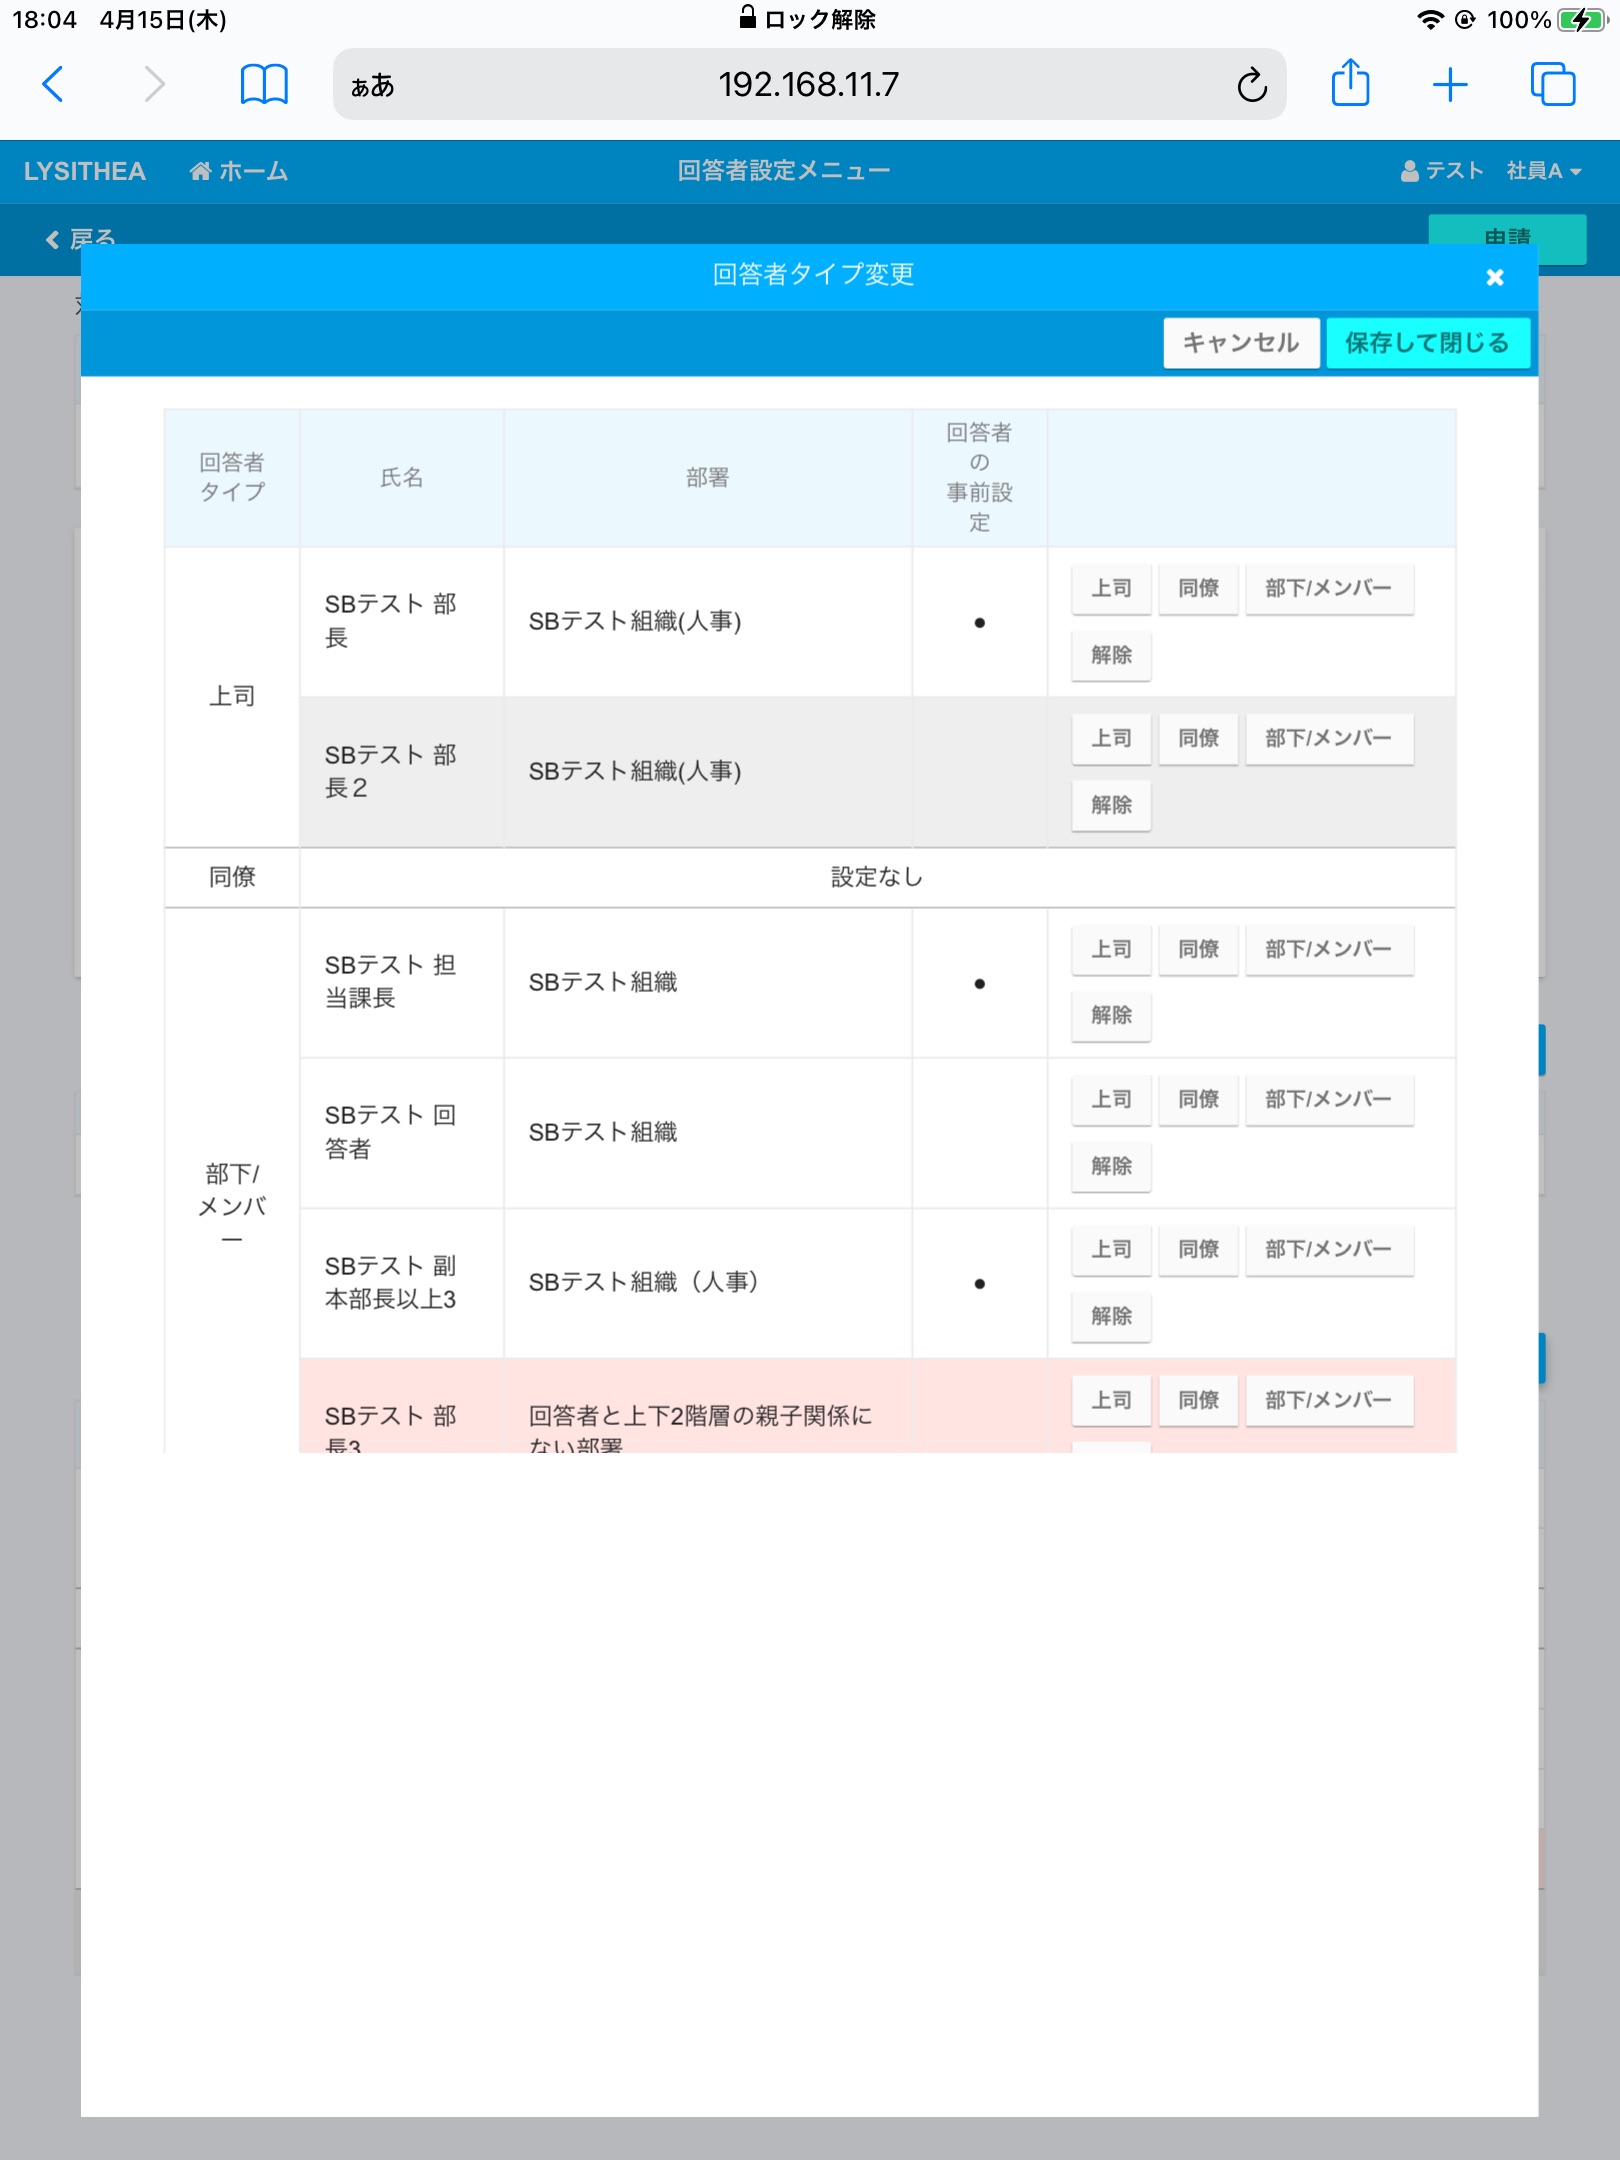 18:04 4月15日(木) ロック解除 100%
ぁあ 192.168.11.7
LYSITHEA ホーム 回答者設定メニュー テスト 社員A
戻る 申請
回答者タイプ変更
キャンセル 保存して閉じる
回答者
タイプ
氏名
部署
回答者
の
事前設
定
上司
SBテスト 部
長
SBテスト組織(人事)
●
上司 同僚 部下/メンバー
解除
SBテスト 部
長２
SBテスト組織(人事)
上司 同僚 部下/メンバー
解除
同僚 設定なし
部下/
メンバ
ー
SBテスト 担
当課長
SBテスト組織
●
上司 同僚 部下/メンバー
解除
SBテスト 回
答者
SBテスト組織
上司 同僚 部下/メンバー
解除
SBテスト 副
本部長以上3
SBテスト組織（人事）
●
上司 同僚 部下/メンバー
解除
SBテスト 部
長3
回答者と上下2階層の親子関係に
ない部署
上司 同僚 部下/メンバー